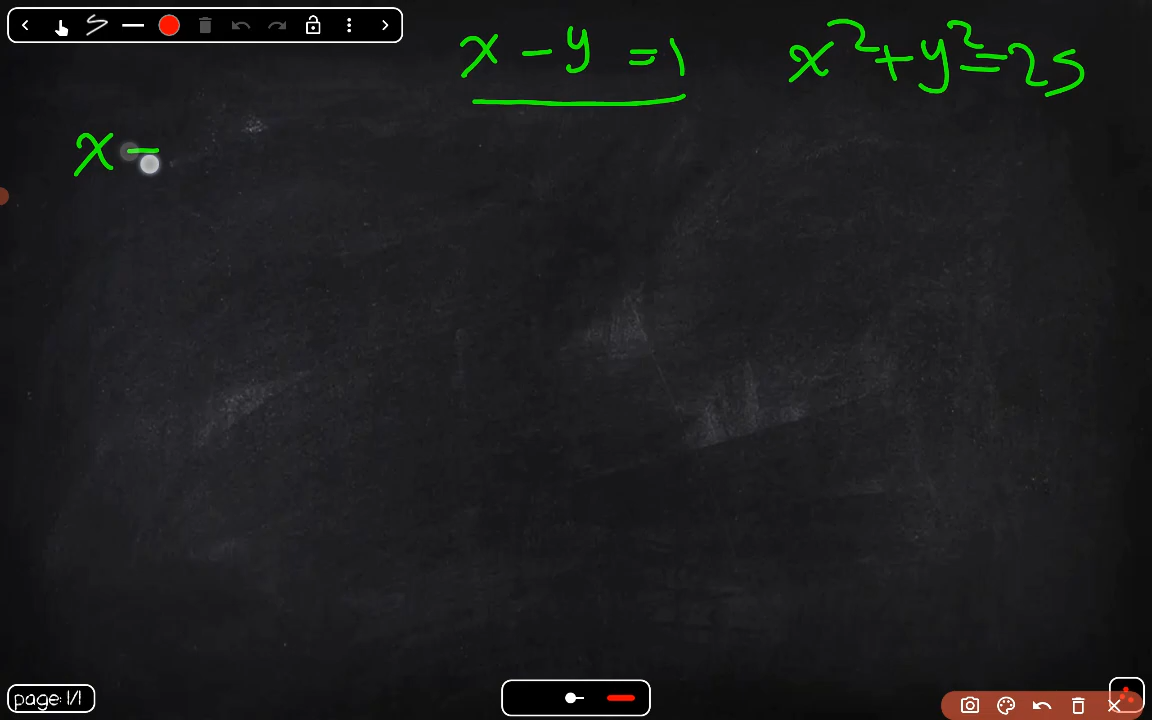 x - y = 1    x² + y² = 25
x =
page: 1/1